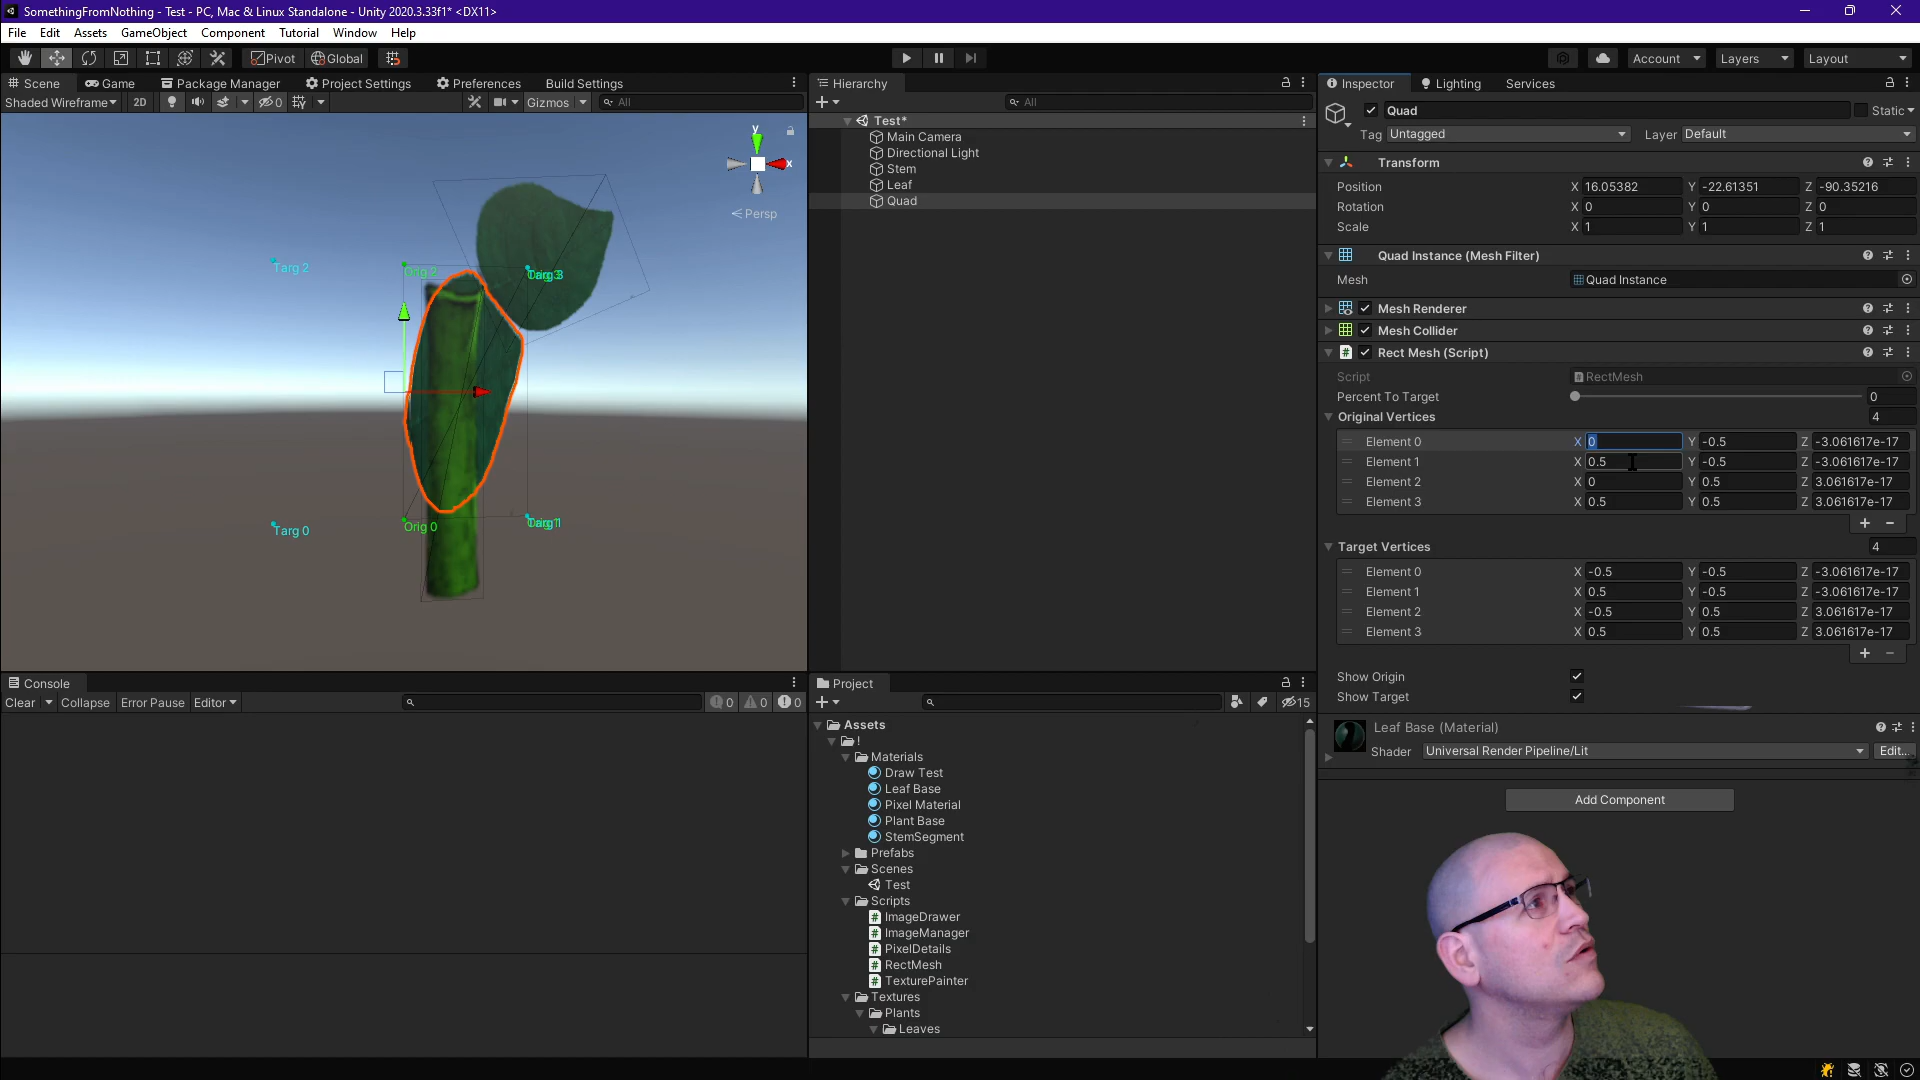 SomethingFromNothing - Test - PC, Mac & Linux Standalone - Unity 2020.3.33f1* <DX11>
File Edit Assets GameObject Component Tutorial Window Help
Pivot Global Account Layers Layout
Scene Game Package Manager Project Settings Preferences Build Settings
Shaded Wireframe 2D Gizmos All
y
x
Persp
Targ 2
Orig 2
Targ 0
Orig 0
Hierarchy
All
Test*
Main Camera
Directional Light
Stem
Leaf
Quad
Inspector Lighting Services
Quad Static
Tag Untagged Layer Default
Transform
Position X 16.05382 Y -22.61351 Z -90.35216
Rotation X 0 Y 0 Z 0
Scale X 1 Y 1 Z 1
Quad Instance (Mesh Filter)
Mesh Quad Instance
Mesh Renderer
Mesh Collider
Rect Mesh (Script)
Script RectMesh
Percent To Target 0
Original Vertices 4
Element 0 X 0 Y -0.5 Z -3.061617e-17
Element 1 X 0.5 Y -0.5 Z -3.061617e-17
Element 2 X 0 Y 0.5 Z 3.061617e-17
Element 3 X 0.5 Y 0.5 Z 3.061617e-17
Target Vertices 4
Element 0 X -0.5 Y -0.5 Z -3.061617e-17
Element 1 X 0.5 Y -0.5 Z -3.061617e-17
Element 2 X -0.5 Y 0.5 Z 3.061617e-17
Element 3 X 0.5 Y 0.5 Z 3.061617e-17
Show Origin
Show Target
Leaf Base (Material)
Shader Universal Render Pipeline/Lit Edit...
Add Component
Console
Clear Collapse Error Pause Editor 0 0 0
Project
15
Assets
!
Materials
Draw Test
Leaf Base
Pixel Material
Plant Base
StemSegment
Prefabs
Scenes
Test
Scripts
ImageDrawer
ImageManager
PixelDetails
RectMesh
TexturePainter
Textures
Plants
Leaves